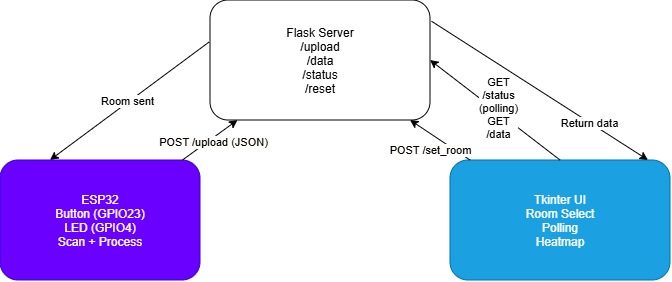 Flask Server
/upload
/data
/status
/reset
Room sent
POST /upload (JSON)
GET
/status
(polling)
GET
/data
Return data
POST /set_room
ESP32
Button (GPIO23)
LED (GPIO4)
Scan + Process
Tkinter UI
Room Select
Polling
Heatmap